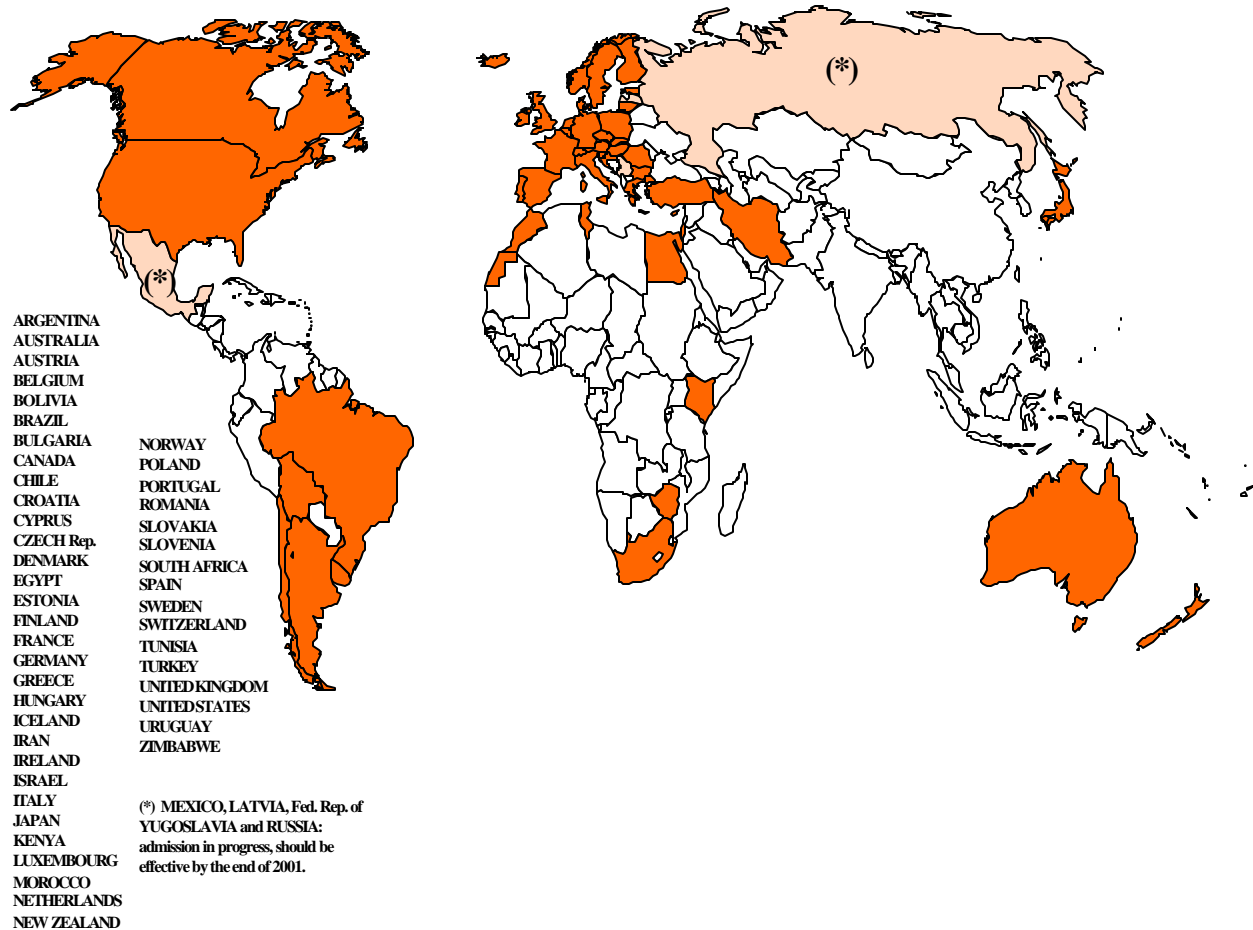 (*)
(*)
ARGENTINA
AUSTRALIA
AUSTRIA
BELGIUM
BOLIVIA
BRAZIL
BULGARIA
CANADA
CHILE
CROATIA
CYPRUS
CZECH Rep.
DENMARK
EGYPT
ESTONIA
FINLAND
FRANCE
GERMANY
GREECE
HUNGARY
ICELAND
IRAN
IRELAND
ISRAEL
ITALY
JAPAN
KENYA
LUXEMBOURG
MOROCCO
NETHERLANDS
NEW ZEALAND
NORWAY
POLAND
PORTUGAL
ROMANIA
SLOVAKIA
SLOVENIA
SOUTH AFRICA
SPAIN
SWEDEN
SWITZERLAND
TUNISIA
TURKEY
UNITED KINGDOM
UNITED STATES
URUGUAY
ZIMBABWE
(*) MEXICO, LATVIA, Fed. Rep. of
YUGOSLAVIA and RUSSIA:
admission in progress, should be
effective by the end of 2001.